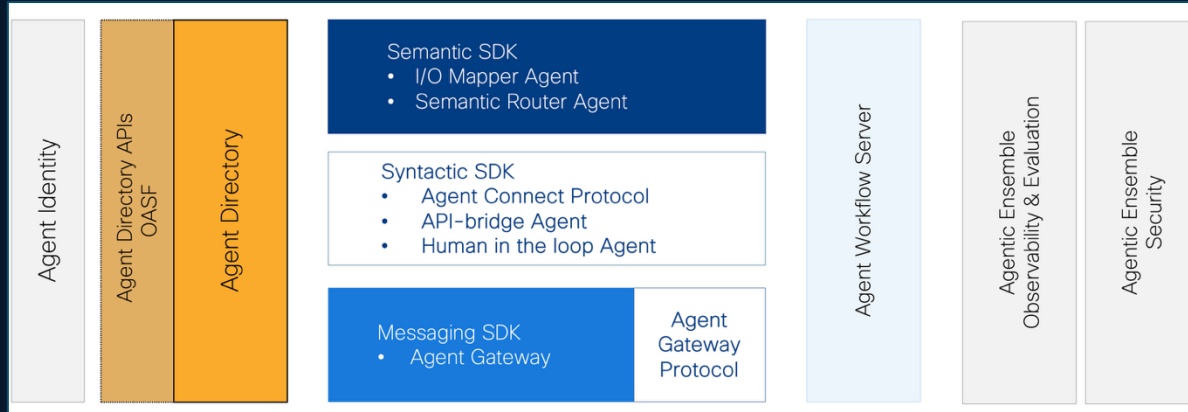 Agent Identity
Agent Directory APIs
OASF
Agent Directory
Semantic SDK
• I/O Mapper Agent
• Semantic Router Agent
Syntactic SDK
• Agent Connect Protocol
• API-bridge Agent
• Human in the loop Agent
Messaging SDK
• Agent Gateway
Agent
Gateway
Protocol
Agent Workflow Server
Agentic Ensemble
Observability & Evaluation
Agentic Ensemble
Security